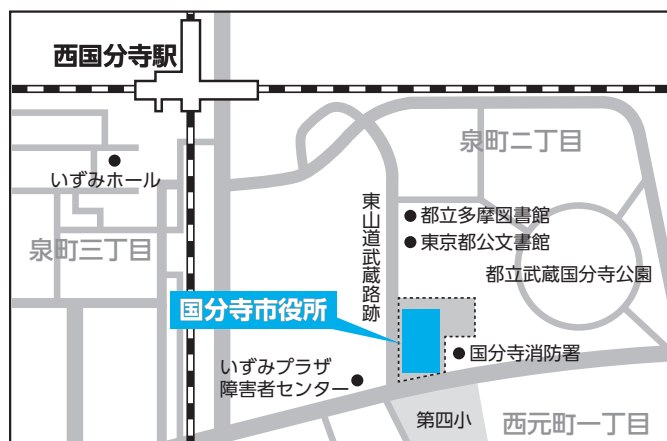 西国分寺駅
泉町二丁目
いずみホール
東山道武蔵路跡
都立多摩図書館
東京都公文書館
泉町三丁目
都立武蔵国分寺公園
国分寺市役所
国分寺消防署
いずみプラザ
障害者センター
第四小
西元町一丁目